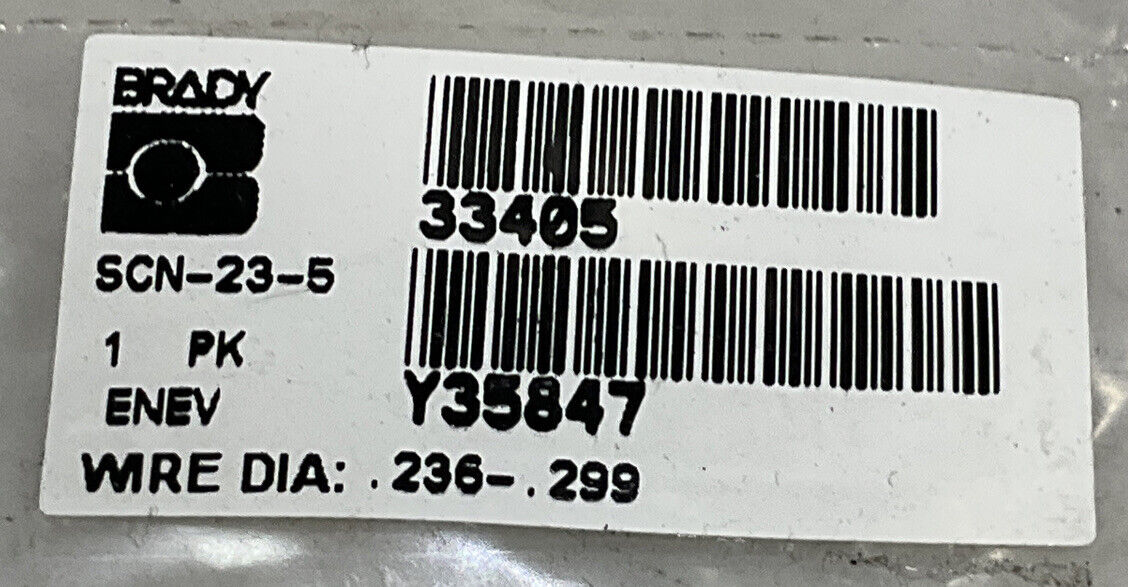 BRADY
33405
SCN-23-5
1 PK
ENEV
Y35847
WIRE DIA: .236-.299